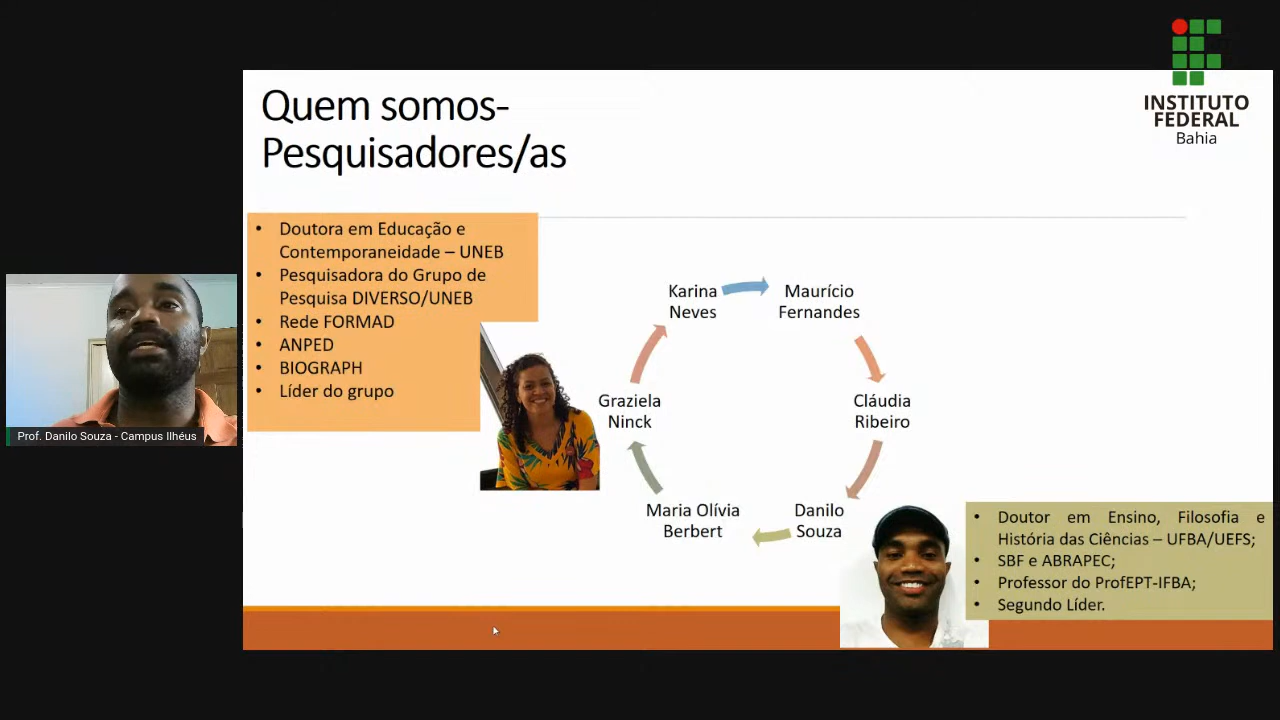 Quem somos-
Pesquisadores/as
INSTITUTO
FEDERAL
Bahia
• Doutora em Educação e
Contemporaneidade – UNEB
• Pesquisadora do Grupo de
Pesquisa DIVERSO/UNEB
• Rede FORMAD
• ANPED
• BIOGRAPH
• Líder do grupo
Karina
Neves
Maurício
Fernandes
Cláudia
Ribeiro
Danilo
Souza
Maria Olívia
Berbert
Graziela
Ninck
• Doutor em Ensino, Filosofia e
História das Ciências – UFBA/UEFS;
• SBF e ABRAPEC;
• Professor do ProfEPT-IFBA;
• Segundo Líder.
Prof. Danilo Souza - Campus Ilhéus